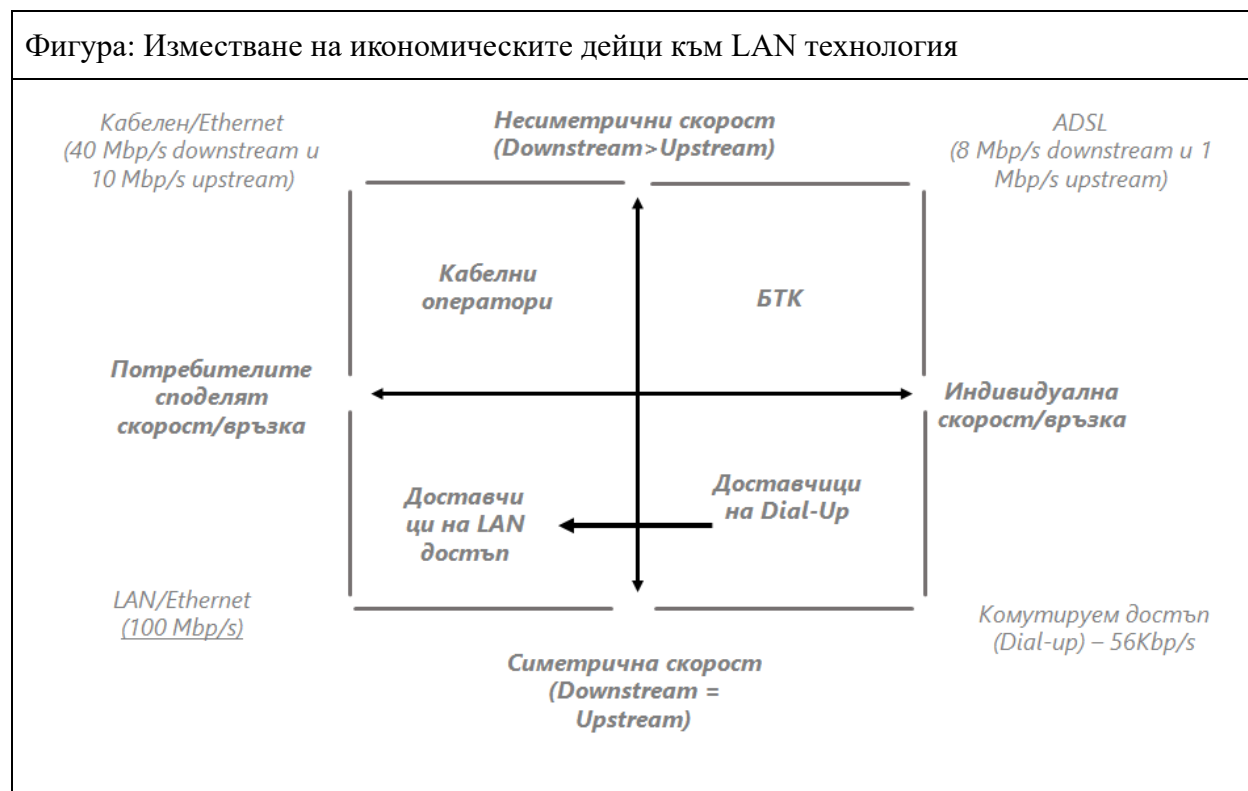 Фигура: Изместване на икономическите дейци към LAN технология
Кабелен/Ethernet
(40 Mbp/s downstream и
10 Mbp/s upstream)
Несиметрични скорост
(Downstream>Upstream)
ADSL
(8 Mbp/s downstream и 1
Mbp/s upstream)
Кабелни
оператори
БТК
Потребителите
споделят
скорост/връзка
Индивидуална
скорост/връзка
Доставчи
ци на LAN
достъп
Доставчици
на Dial-Up
LAN/Ethernet
(100 Mbp/s)
Комутируем достъп
(Dial-up) – 56Kbp/s
Симетрична скорост
(Downstream =
Upstream)